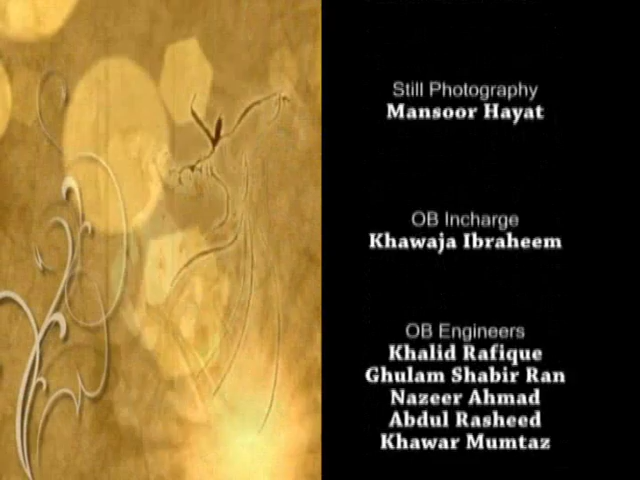 Still Photography
Mansoor Hayat
OB Incharge
Khawaja Ibraheem
OB Engineers
Khalid Rafique
Ghulam Shabir Ran
Nazeer Ahmad
Abdul Rasheed
Khawar Mumtaz